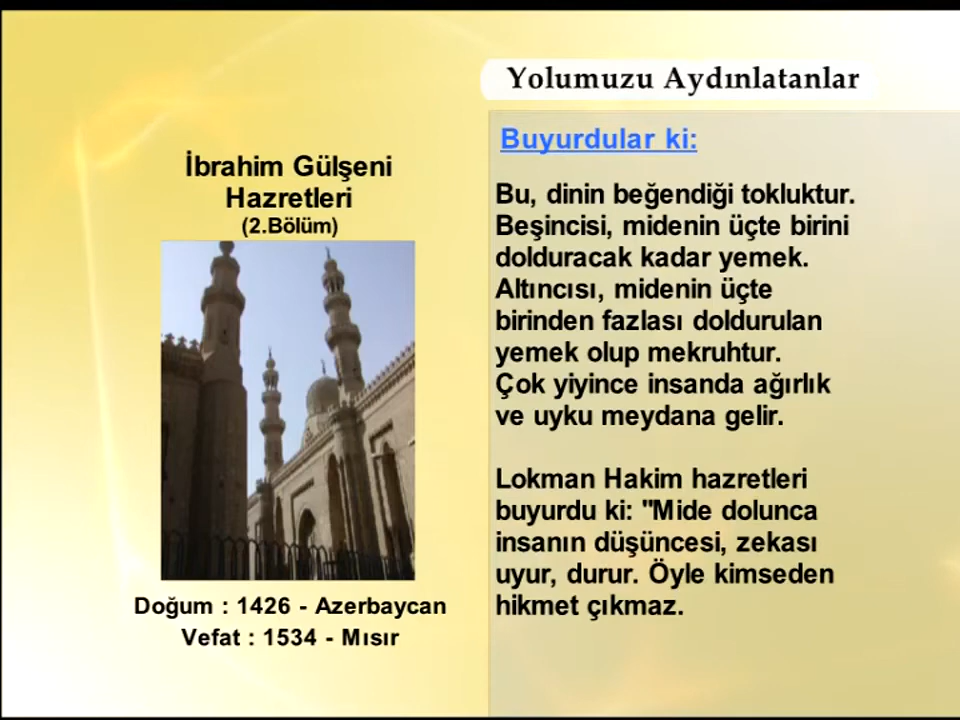 Yolumuzu Aydınlatanlar
İbrahim Gülşeni
Hazretleri
(2.Bölüm)
Doğum : 1426 - Azerbaycan
Vefat : 1534 - Mısır
Buyurdular ki:
Bu, dinin beğendiği tokluktur.
Beşincisi, midenin üçte birini
dolduracak kadar yemek.
Altıncısı, midenin üçte
birinden fazlası doldurulan
yemek olup mekruhtur.
Çok yiyince insanda ağırlık
ve uyku meydana gelir.
Lokman Hakim hazretleri
buyurdu ki: "Mide dolunca
insanın düşüncesi, zekası
uyur, durur. Öyle kimseden
hikmet çıkmaz.